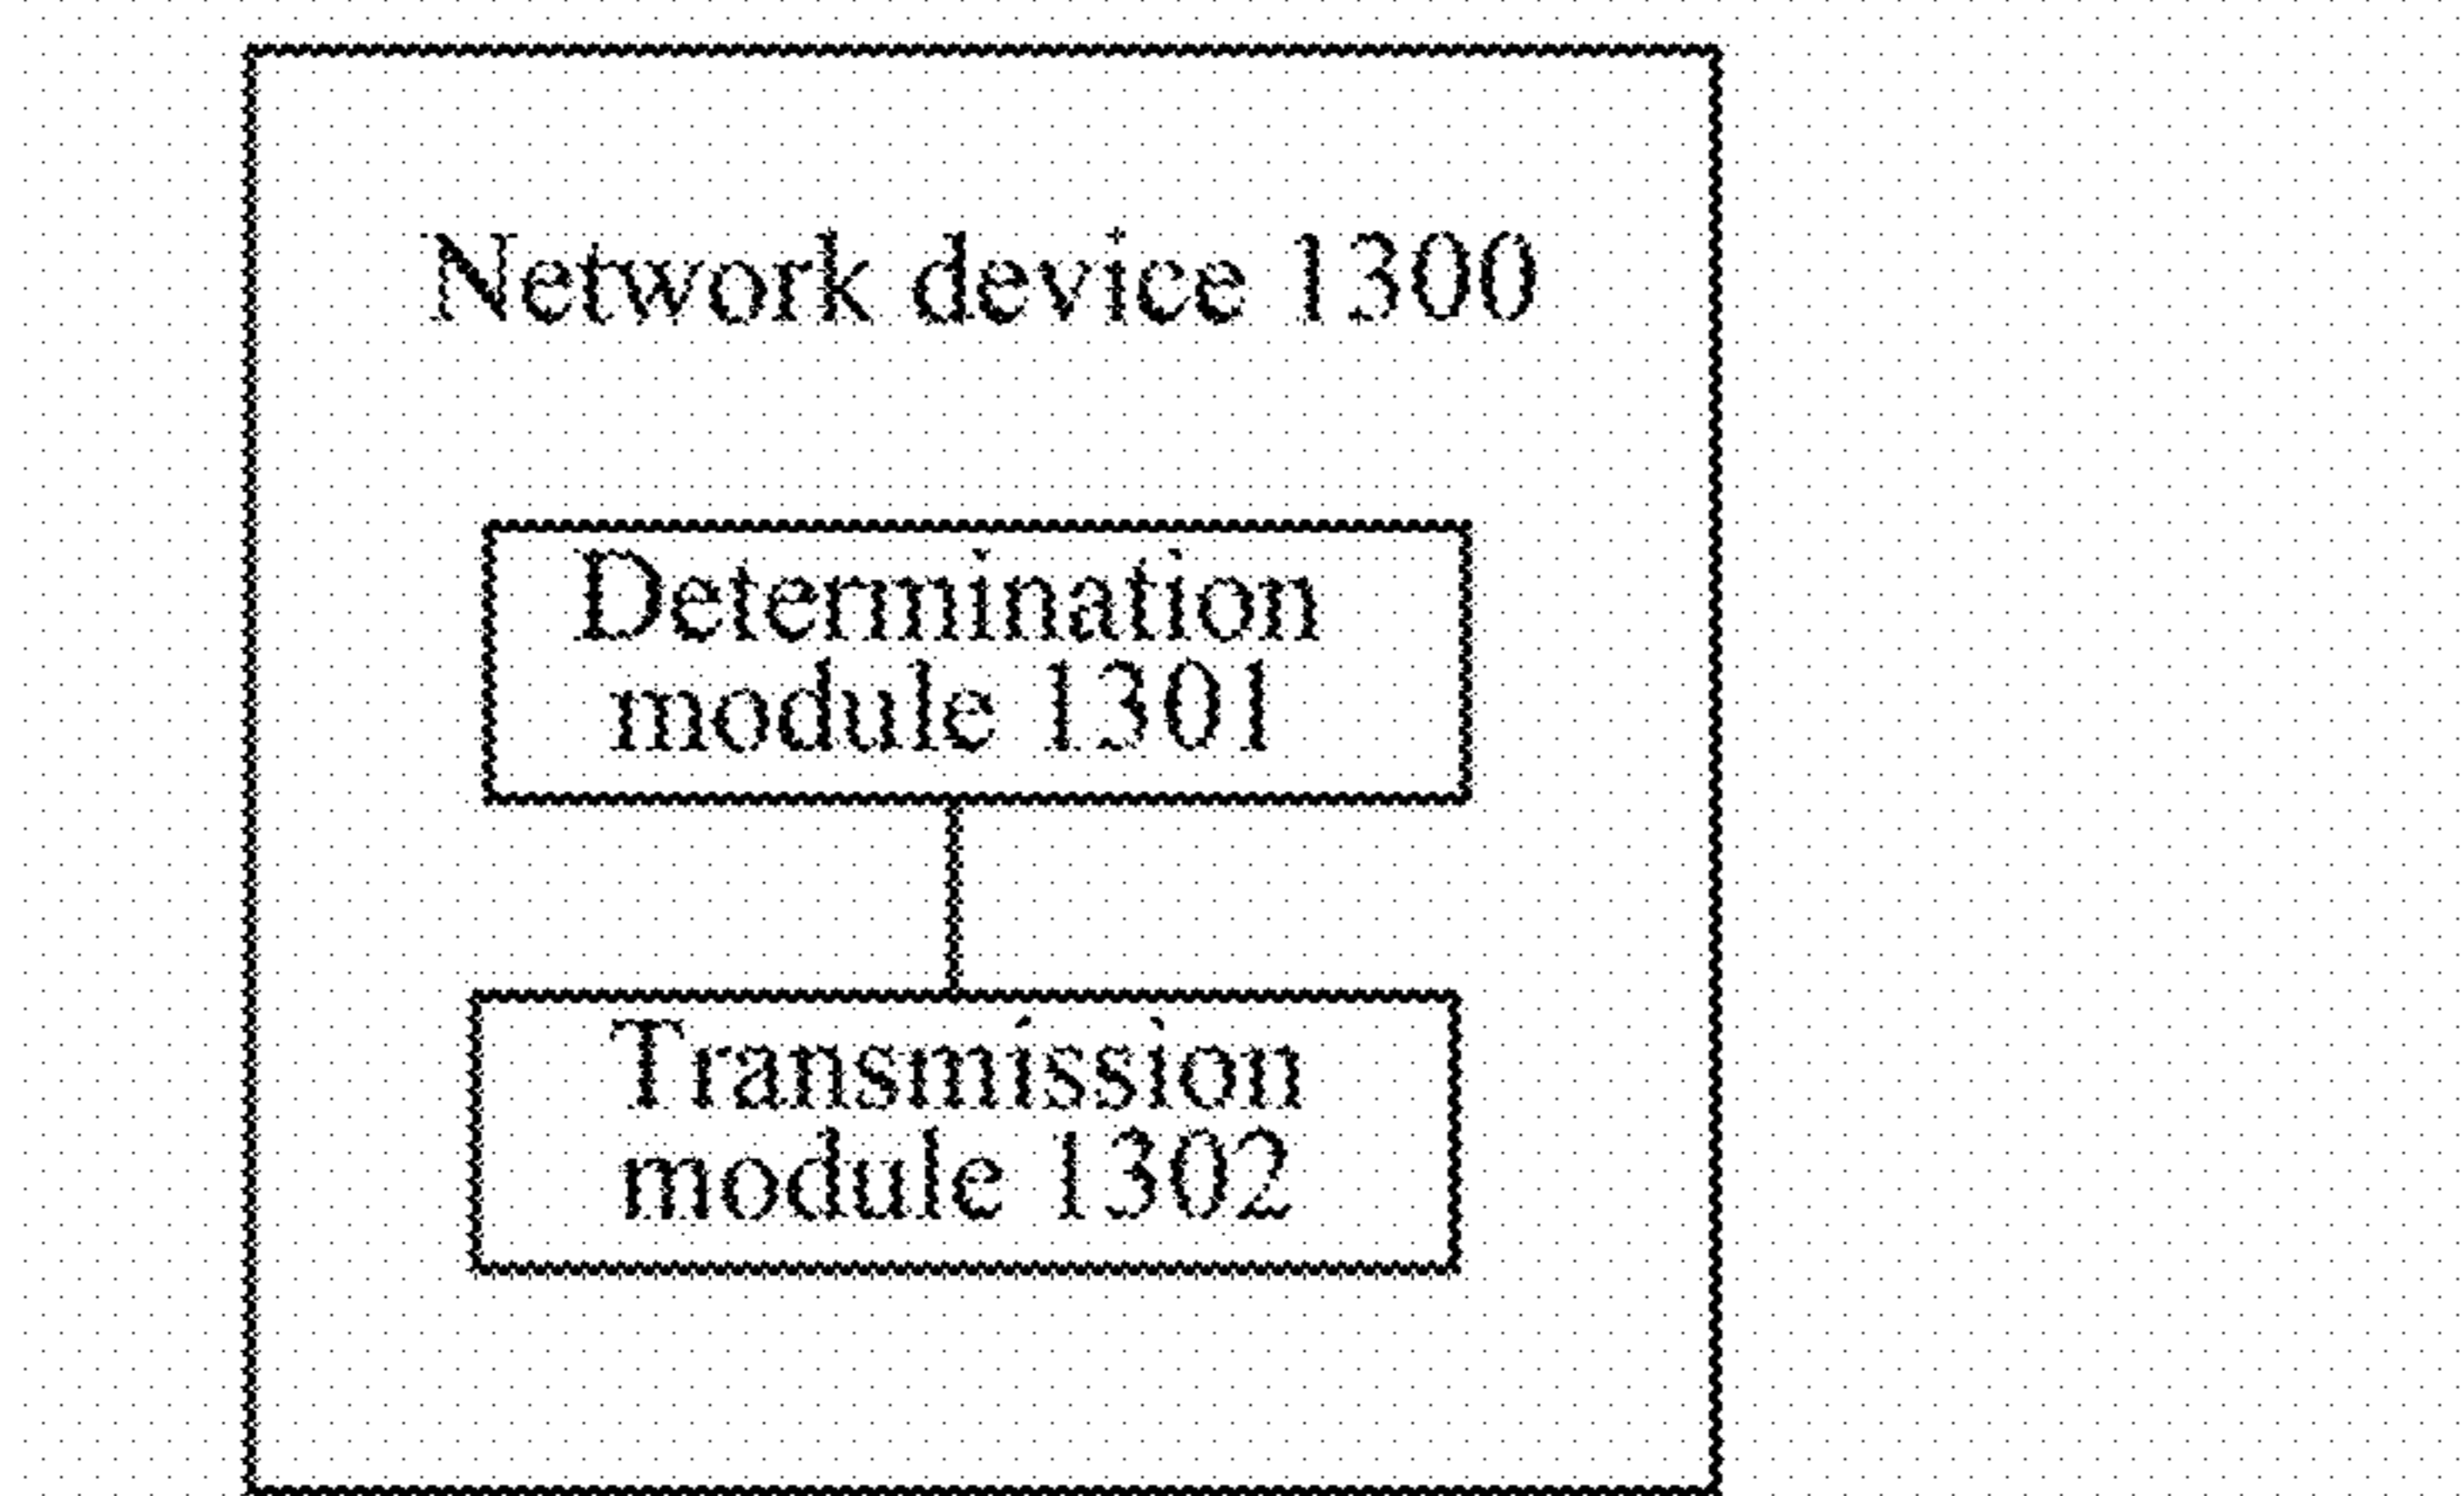 Network device 1300
Determination
module 1301
Transmission
module 1302